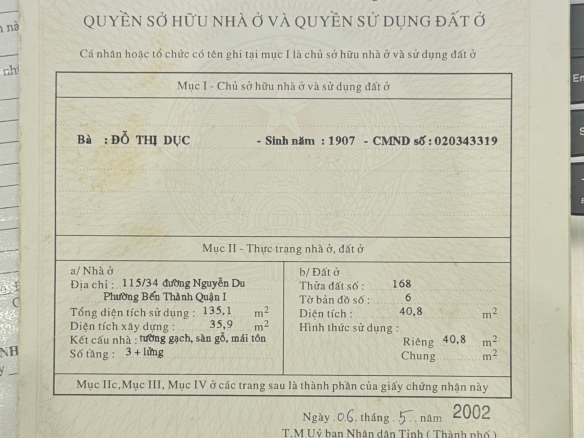 QUYỀN SỞ HỮU NHÀ Ở VÀ QUYỀN SỬ DỤNG ĐẤT Ở
Cá nhân hoặc tổ chức có tên ghi tại mục I là chủ sở hữu nhà ở và sử dụng đất ở
Mục I - Chủ sở hữu nhà ở và sử dụng đất ở
Bà : ĐỖ THỊ DỤC - Sinh năm : 1907 - CMND số : 020343319
Mục II - Thực trạng nhà ở, đất ở
a/ Nhà ở
Địa chỉ : 115/34 đường Nguyễn Du
Phường Bến Thành Quận I
Tổng diện tích sử dụng : 135,1 m²
Diện tích xây dựng : 35,9 m²
Kết cấu nhà : tường gạch, sàn gỗ, mái tôn
Số tầng : 3 + lửng
b/ Đất ở
Thửa đất số : 168
Tờ bản đồ số : 6
Diện tích : 40,8 m²
Hình thức sử dụng :
Riêng 40,8 m²
Chung m²
Mục IIc, Mục III, Mục IV ở các trang sau là thành phần của giấy chứng nhận này
Ngày 06 tháng 5 năm 2002
T.M Uỷ ban Nhân dân Tỉnh ( Thành phố )